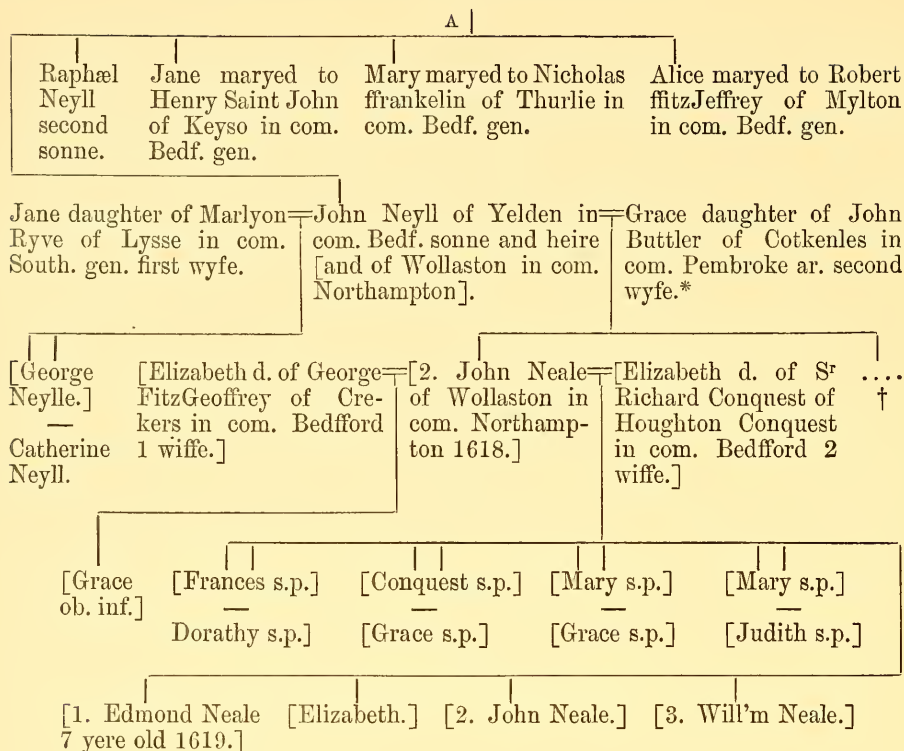 A
Raphæl
Neyll
second
sonne.
Jane maryed to
Henry Saint John
of Keyso in com.
Bedf. gen.
Mary maryed to Nicholas
ffrankelin of Thurlie in
com. Bedf. gen.
Alice maryed to Robert
ffitzJeffrey of Mylton
in com. Bedf. gen.
Jane daughter of Marlyon
Ryve of Lysse in com.
South. gen. first wyfe.
John Neyll of Yelden in
com. Bedf. sonne and heire
[and of Wollaston in com.
Northampton].
Grace daughter of John
Buttler of Cotkenles in
com. Pembroke ar. second
wyfe.*
[George
Neylle.]
—
Catherine
Neyll.
[Elizabeth d. of George
FitzGeoffrey of Cre-
kers in com. Bedfford
1 wiffe.]
[2. John Neale
of Wollaston in
com. Northamp-
ton 1618.]
[Elizabeth d. of Sʳ
Richard Conquest of
Houghton Conquest
in com. Bedfford 2
wiffe.]
....
†
[Grace
ob. inf.]
[Frances s.p.]
—
Dorathy s.p.]
[Conquest s.p.]
—
[Grace s.p.]
[Mary s.p.]
—
[Grace s.p.]
[Mary s.p.]
—
[Judith s.p.]
[1. Edmond Neale
7 yere old 1619.]
[Elizabeth.]
[2. John Neale.]
[3. Will'm Neale.]